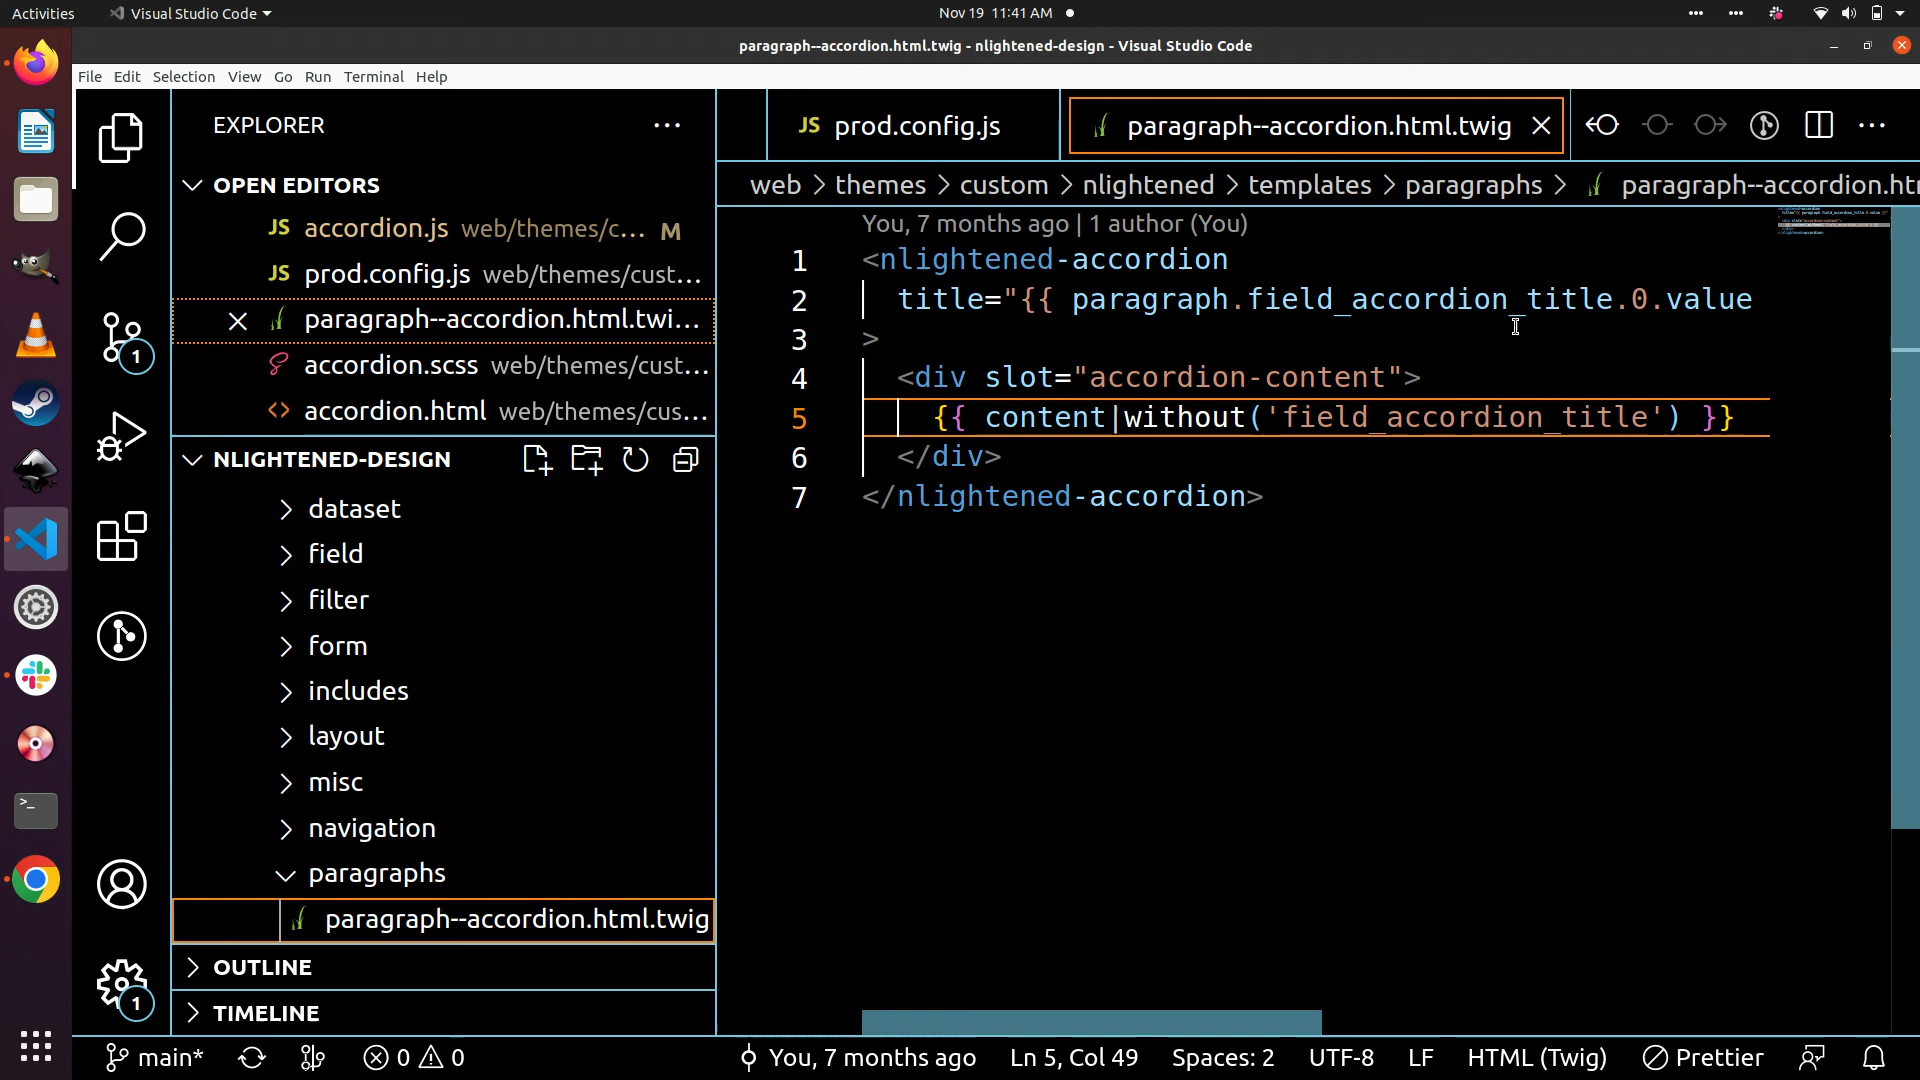 Activities
Visual Studio Code
Nov 19 11:41 AM
paragraph--accordion.html.twig - nlightened-design - Visual Studio Code
File Edit Selection View Go Run Terminal Help
EXPLORER
OPEN EDITORS
JS accordion.js web/themes/c... M
JS prod.config.js web/themes/cust...
paragraph--accordion.html.twi...
accordion.scss web/themes/cust...
accordion.html web/themes/cus...
NLIGHTENED-DESIGN
dataset
field
filter
form
includes
layout
misc
navigation
paragraphs
paragraph--accordion.html.twig
OUTLINE
TIMELINE
1
1
JS prod.config.js
paragraph--accordion.html.twig
web > themes > custom > nlightened > templates > paragraphs > paragraph--accordion.ht
You, 7 months ago | 1 author (You)
1 <nlightened-accordion
2 title="{{ paragraph.field_accordion_title.0.value
3 >
4 <div slot="accordion-content">
5 {{ content|without('field_accordion_title') }}
6 </div>
7 </nlightened-accordion>
main* 0 0
You, 7 months ago Ln 5, Col 49 Spaces: 2 UTF-8 LF HTML (Twig) Prettier